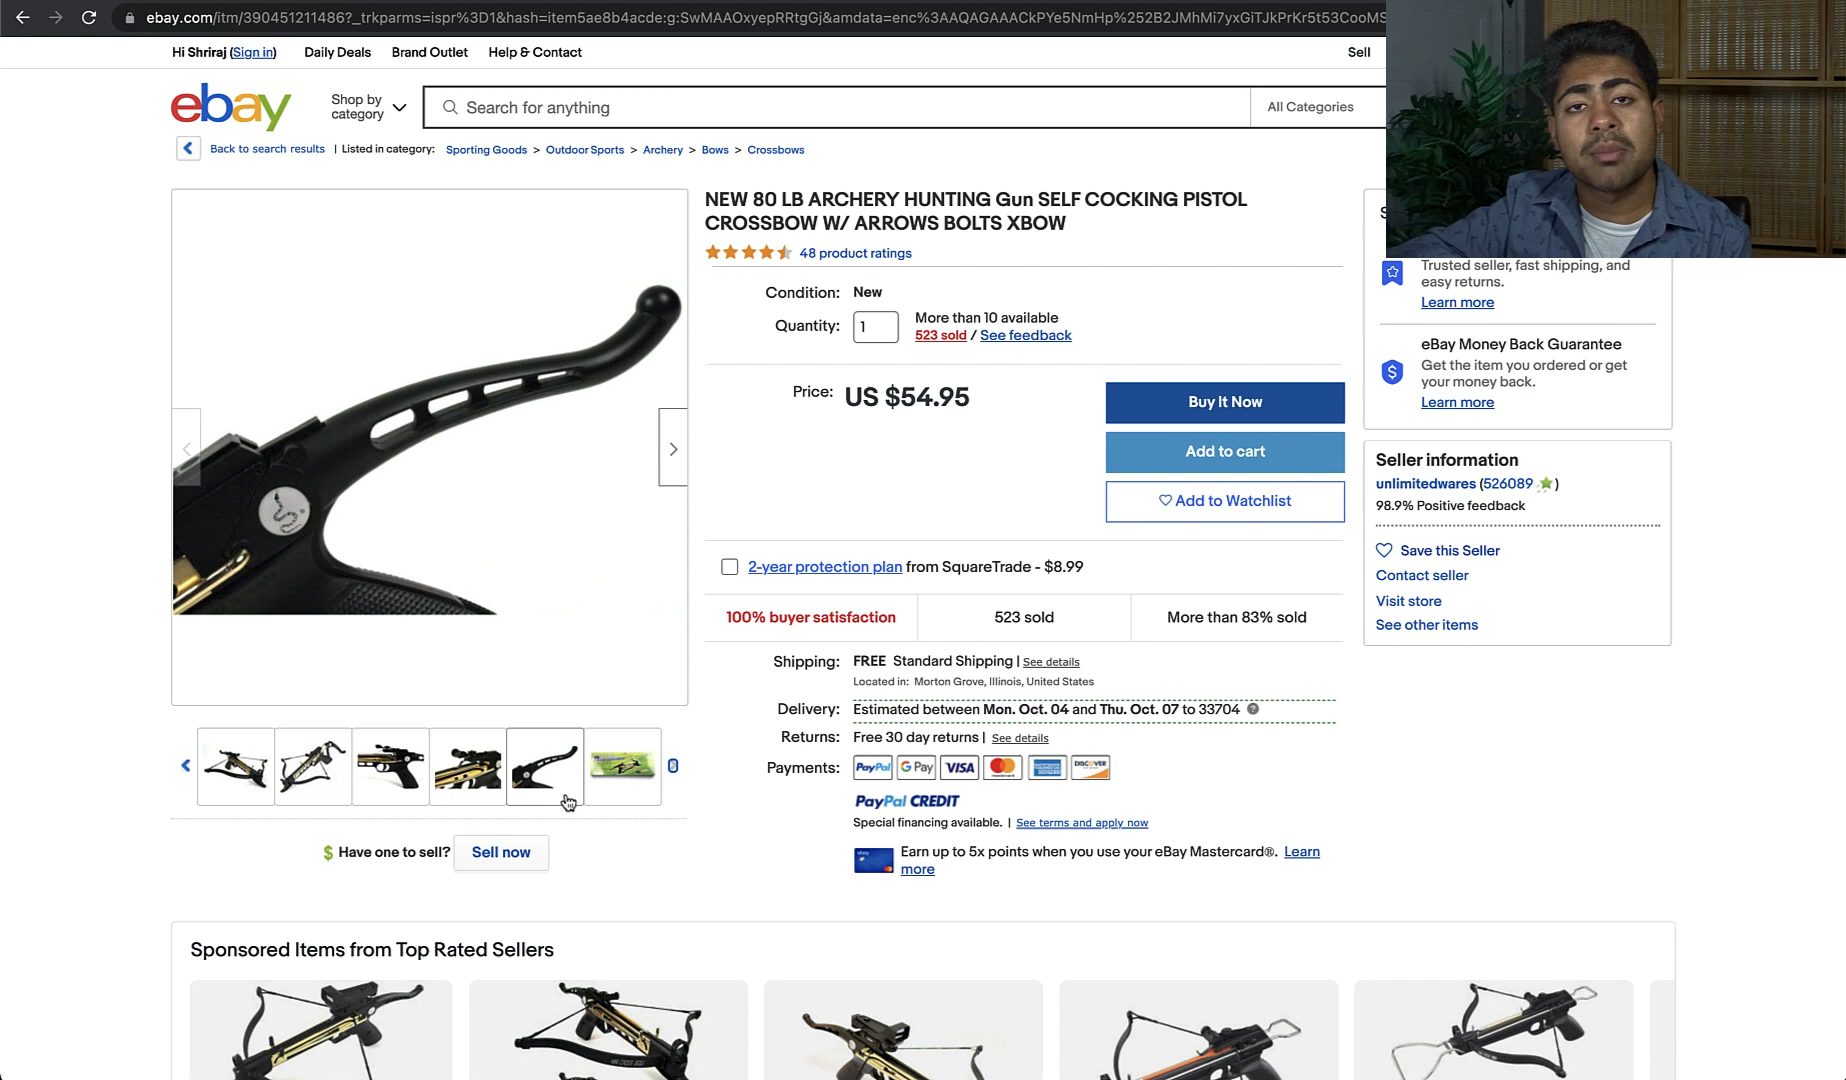 ebay.com/itm/390451211486?_trkparms=ispr%3D1&hash=item5ae8b4acde:g:SwMAAOxyepRRtgGj&amdata=enc%3AAQAGAAACkPYe5NmHp%252B2JMhMi7yxGiTJkPrKr5t53CooMS
Hi Shriraj (Sign in) Daily Deals Brand Outlet Help & Contact Sell
ebay Shop by category Search for anything All Categories
Back to search results | Listed in category: Sporting Goods > Outdoor Sports > Archery > Bows > Crossbows
NEW 80 LB ARCHERY HUNTING Gun SELF COCKING PISTOL
CROSSBOW W/ ARROWS BOLTS XBOW
48 product ratings
Condition: New
Quantity: 1 More than 10 available
523 sold / See feedback
Price: US $54.95
Buy It Now
Add to cart
Add to Watchlist
2-year protection plan from SquareTrade - $8.99
100% buyer satisfaction 523 sold More than 83% sold
Shipping: FREE Standard Shipping | See details
Located in: Morton Grove, Illinois, United States
Delivery: Estimated between Mon. Oct. 04 and Thu. Oct. 07 to 33704
Returns: Free 30 day returns | See details
Payments: PayPal G Pay VISA DISCOVER
PayPal CREDIT
Special financing available. | See terms and apply now
Earn up to 5x points when you use your eBay Mastercard®. Learn
more
Trusted seller, fast shipping, and
easy returns.
Learn more
eBay Money Back Guarantee
Get the item you ordered or get
your money back.
Learn more
Seller information
unlimitedwares (526089)
98.9% Positive feedback
Save this Seller
Contact seller
Visit store
See other items
$ Have one to sell? Sell now
Sponsored Items from Top Rated Sellers